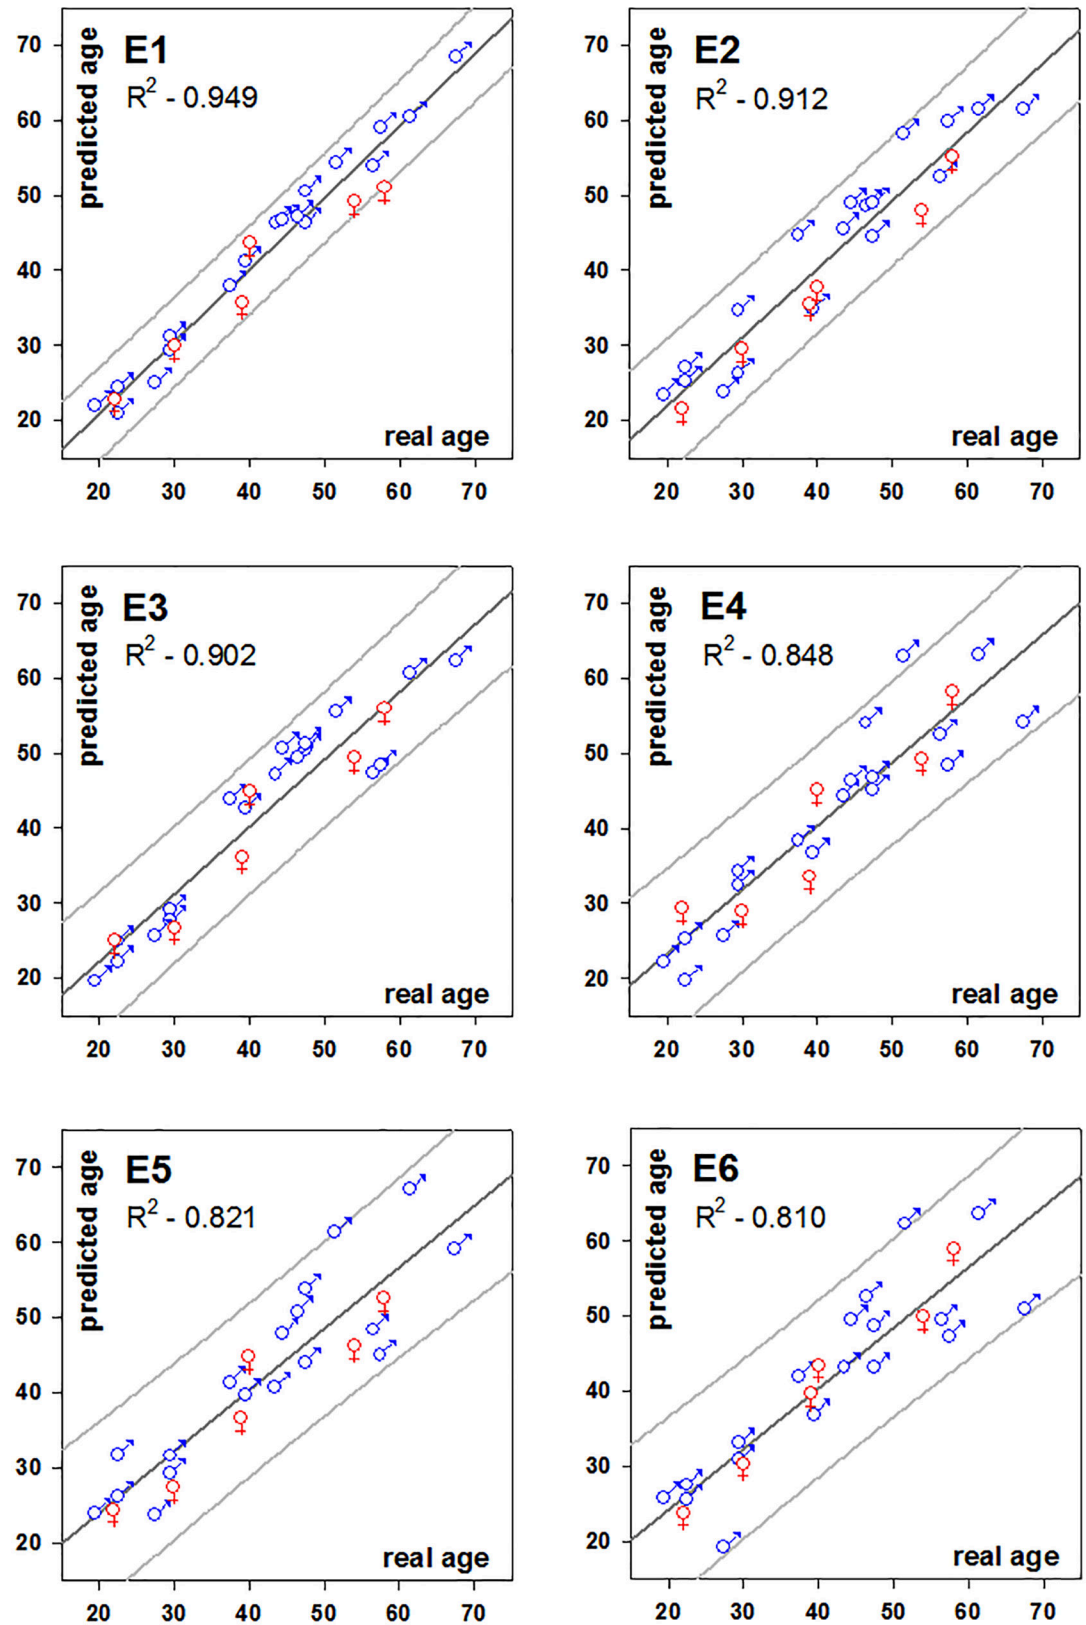 predicted age
E1
R² - 0.949
70
60
50
40
30
20
real age
20 30 40 50 60 70
predicted age
E2
R² - 0.912
70
60
50
40
30
20
real age
20 30 40 50 60 70
predicted age
E3
R² - 0.902
70
60
50
40
30
20
real age
20 30 40 50 60 70
predicted age
E4
R² - 0.848
70
60
50
40
30
20
real age
20 30 40 50 60 70
predicted age
E5
R² - 0.821
70
60
50
40
30
20
real age
20 30 40 50 60 70
predicted age
E6
R² - 0.810
70
60
50
40
30
20
real age
20 30 40 50 60 70